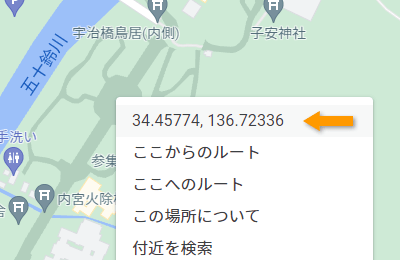 宇治橋鳥居(内側)
子安神社
五十鈴川
34.45774, 136.72336
手洗い
ここからのルート
参集
ここへのルート
内宮火除
この場所について
付近を検索